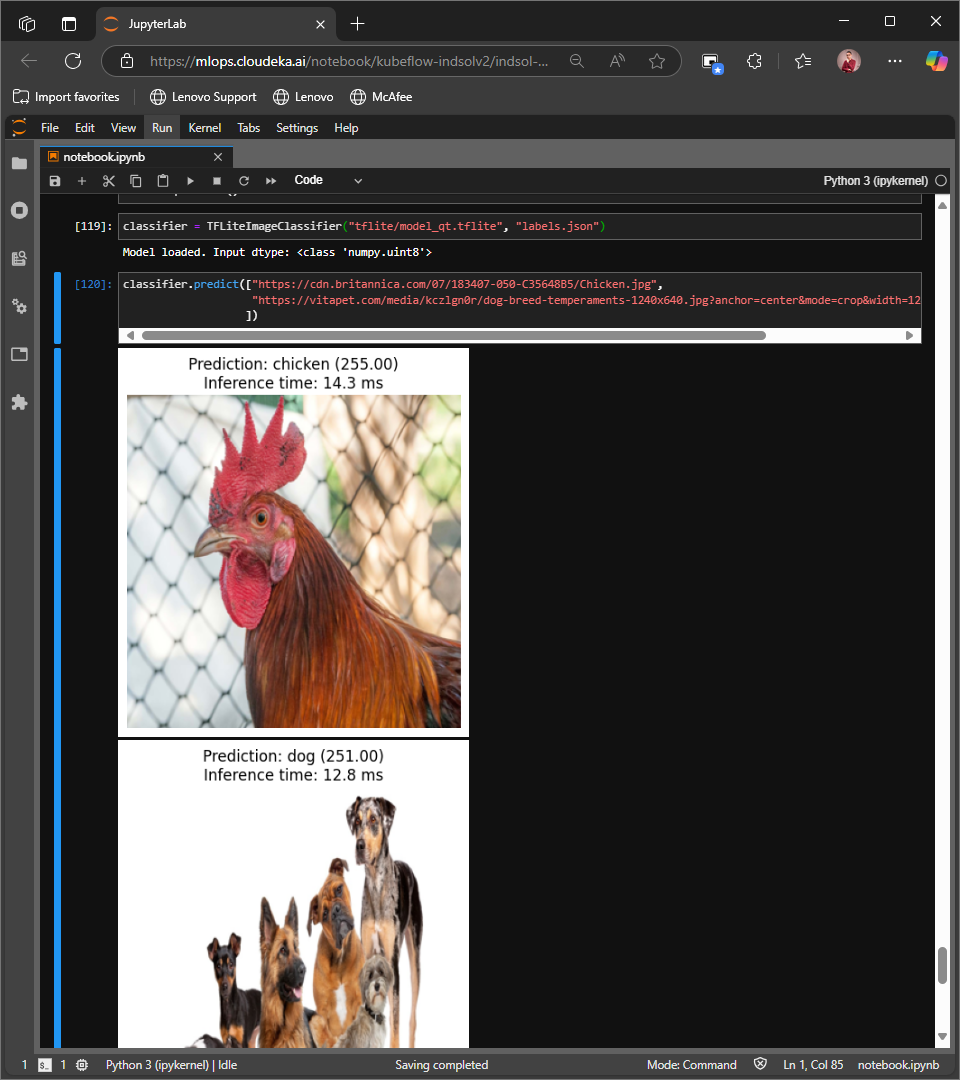 JupyterLab
https://mlops.cloudeka.ai/notebook/kubeflow-indsolv2/indsol-...
Import favorites
Lenovo Support
Lenovo
McAfee
File Edit View Run Kernel Tabs Settings Help
notebook.ipynb
Code
Python 3 (ipykernel)
[119]: classifier = TFLiteImageClassifier("tflite/model_qt.tflite", "labels.json")
Model loaded. Input dtype: <class 'numpy.uint8'>
[120]: classifier.predict(["https://cdn.britannica.com/07/183407-050-C35648B5/Chicken.jpg",
"https://vitapet.com/media/kczlgn0r/dog-breed-temperaments-1240x640.jpg?anchor=center&mode=crop&width=12
])
Prediction: chicken (255.00)
Inference time: 14.3 ms
Prediction: dog (251.00)
Inference time: 12.8 ms
1 1 Python 3 (ipykernel) | Idle Saving completed Mode: Command Ln 1, Col 85 notebook.ipynb